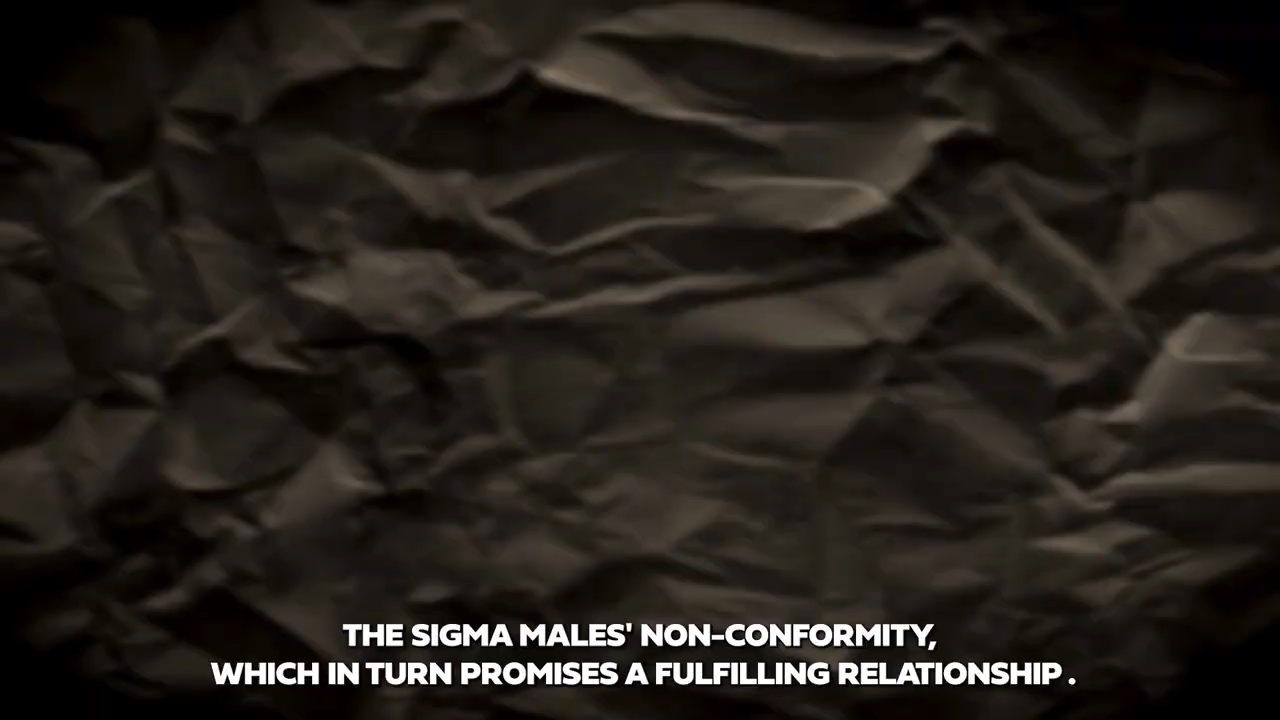 THE SIGMA MALES' NON-CONFORMITY,
WHICH IN TURN PROMISES A FULFILLING RELATIONSHIP .